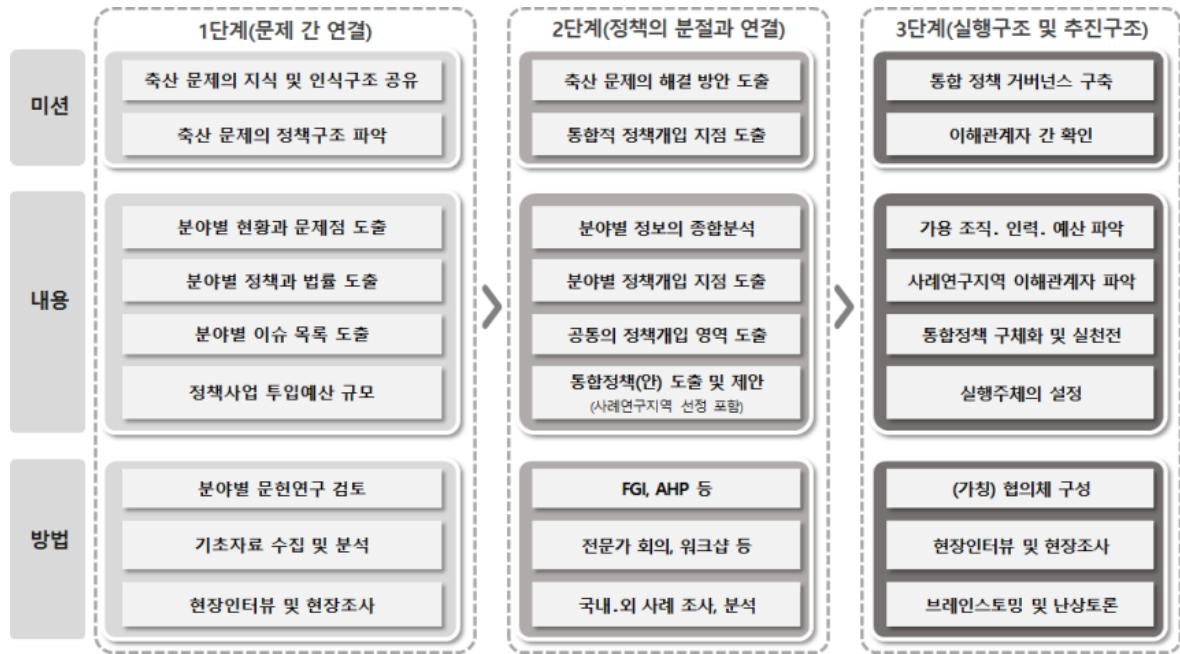 1단계(문제 간 연결)
2단계(정책의 분절과 연결)
3단계(실행구조 및 추진구조)
미션
축산 문제의 지식 및 인식구조 공유
축산 문제의 정책구조 파악
축산 문제의 해결 방안 도출
통합적 정책개입 지점 도출
통합 정책 거버넌스 구축
이해관계자 간 확인
내용
분야별 현황과 문제점 도출
분야별 정책과 법률 도출
분야별 이슈 목록 도출
정책사업 투입예산 규모
분야별 정보의 종합분석
분야별 정책개입 지점 도출
공통의 정책개입 영역 도출
통합정책(안) 도출 및 제안
(사례연구지역 선정 포함)
가용 조직. 인력. 예산 파악
사례연구지역 이해관계자 파악
통합정책 구체화 및 실천전
실행주체의 설정
방법
분야별 문헌연구 검토
기초자료 수집 및 분석
현장인터뷰 및 현장조사
FGI, AHP 등
전문가 회의, 워크샵 등
국내.외 사례 조사, 분석
(가칭) 협의체 구성
현장인터뷰 및 현장조사
브레인스토밍 및 난상토론